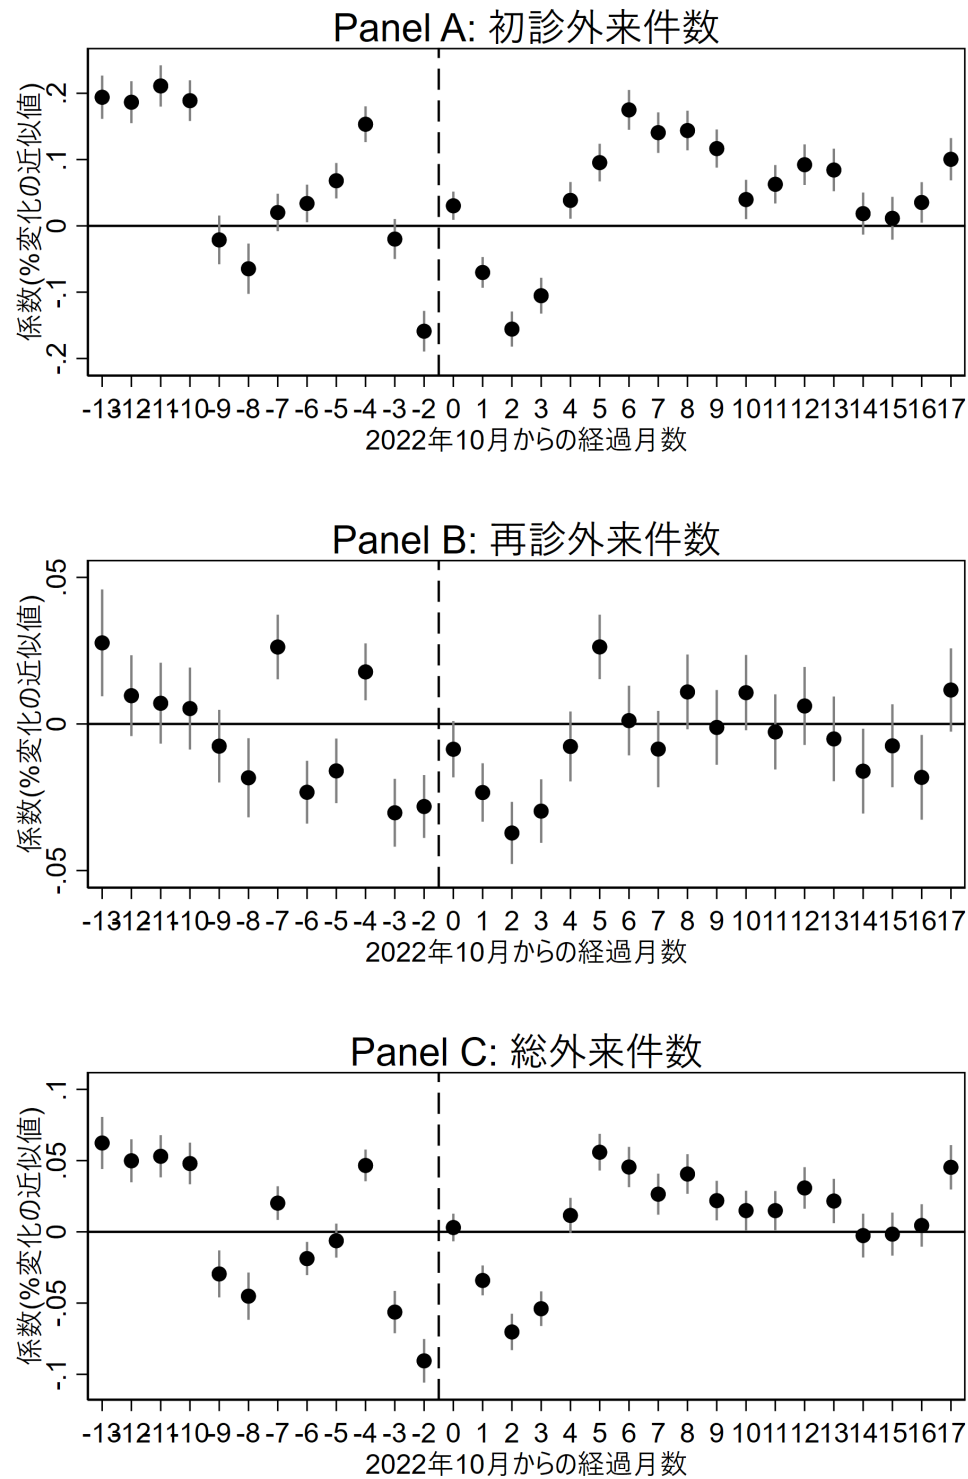 Panel A: 初診外来件数
係数(%変化の近似値)
.2
.1
0
-.1
-.2
-13 -12 -11 -10 -9 -8 -7 -6 -5 -4 -3 -2 0 1 2 3 4 5 6 7 8 9 10 11 12 13 14 15 16 17
2022年10月からの経過月数
Panel B: 再診外来件数
係数(%変化の近似値)
.05
0
-.05
-13 -12 -11 -10 -9 -8 -7 -6 -5 -4 -3 -2 0 1 2 3 4 5 6 7 8 9 10 11 12 13 14 15 16 17
2022年10月からの経過月数
Panel C: 総外来件数
係数(%変化の近似値)
.1
.05
0
-.05
-.1
-13 -12 -11 -10 -9 -8 -7 -6 -5 -4 -3 -2 0 1 2 3 4 5 6 7 8 9 10 11 12 13 14 15 16 17
2022年10月からの経過月数